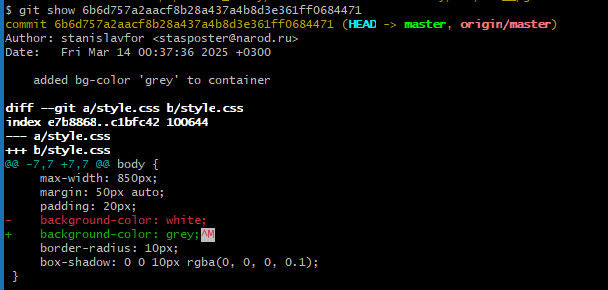 $ git show 6b6d757a2aacf8b28a437a4b8d3e361ff0684471
commit 6b6d757a2aacf8b28a437a4b8d3e361ff0684471 (HEAD -> master, origin/master)
Author: stanislavfor <stasposter@narod.ru>
Date:   Fri Mar 14 00:37:36 2025 +0300

    added bg-color 'grey' to container

diff --git a/style.css b/style.css
index e7b8868..c1bfc42 100644
--- a/style.css
+++ b/style.css
@@ -7,7 +7,7 @@ body {
     max-width: 850px;
     margin: 50px auto;
     padding: 20px;
-    background-color: white;
+    background-color: grey;^M
     border-radius: 10px;
     box-shadow: 0 0 10px rgba(0, 0, 0, 0.1);
 }